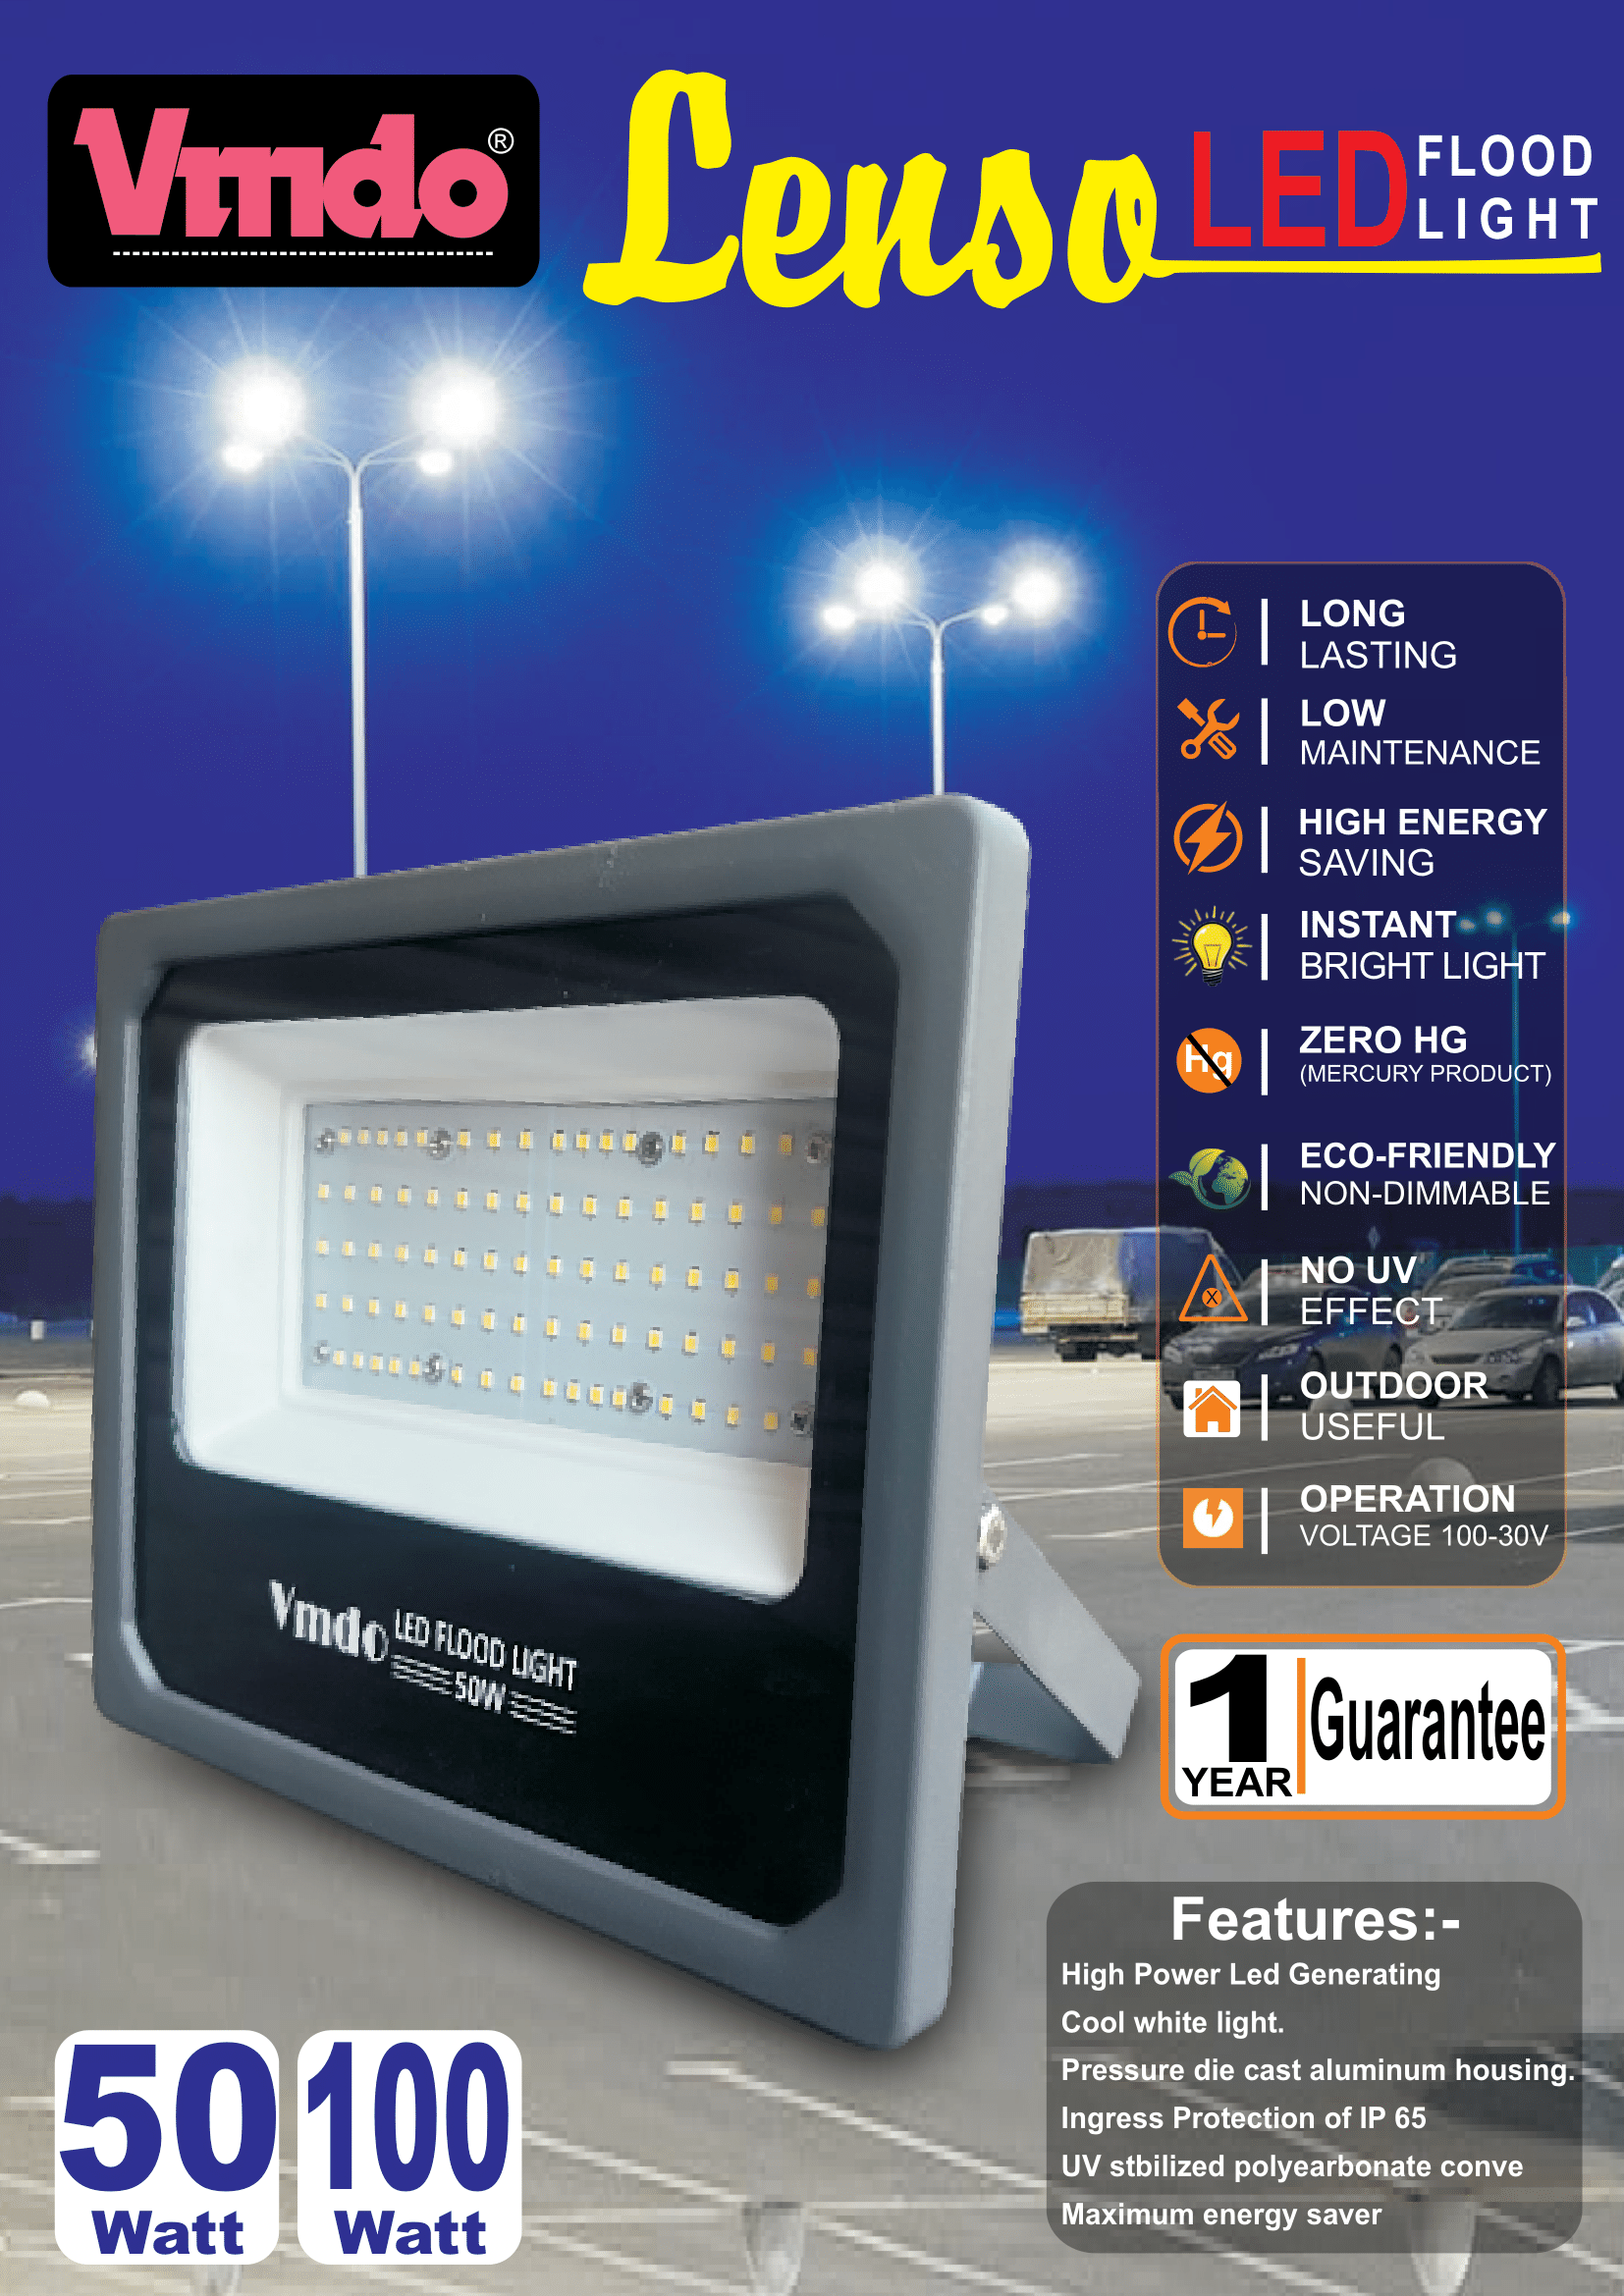 Vmdo®
Lenso LED FLOOD
LIGHT
LONG
LASTING
LOW
MAINTENANCE
HIGH ENERGY
SAVING
INSTANT
BRIGHT LIGHT
Hg
ZERO HG
(MERCURY PRODUCT)
ECO-FRIENDLY
NON-DIMMABLE
X
NO UV
EFFECT
OUTDOOR
USEFUL
OPERATION
VOLTAGE 100-30V
Vmdo LED FLOOD LIGHT
50W
1
YEAR
Guarantee
Features:-
High Power Led Generating
Cool white light.
Pressure die cast aluminum housing.
Ingress Protection of IP 65
UV stbilized polyearbonate conve
Maximum energy saver
50
Watt
100
Watt